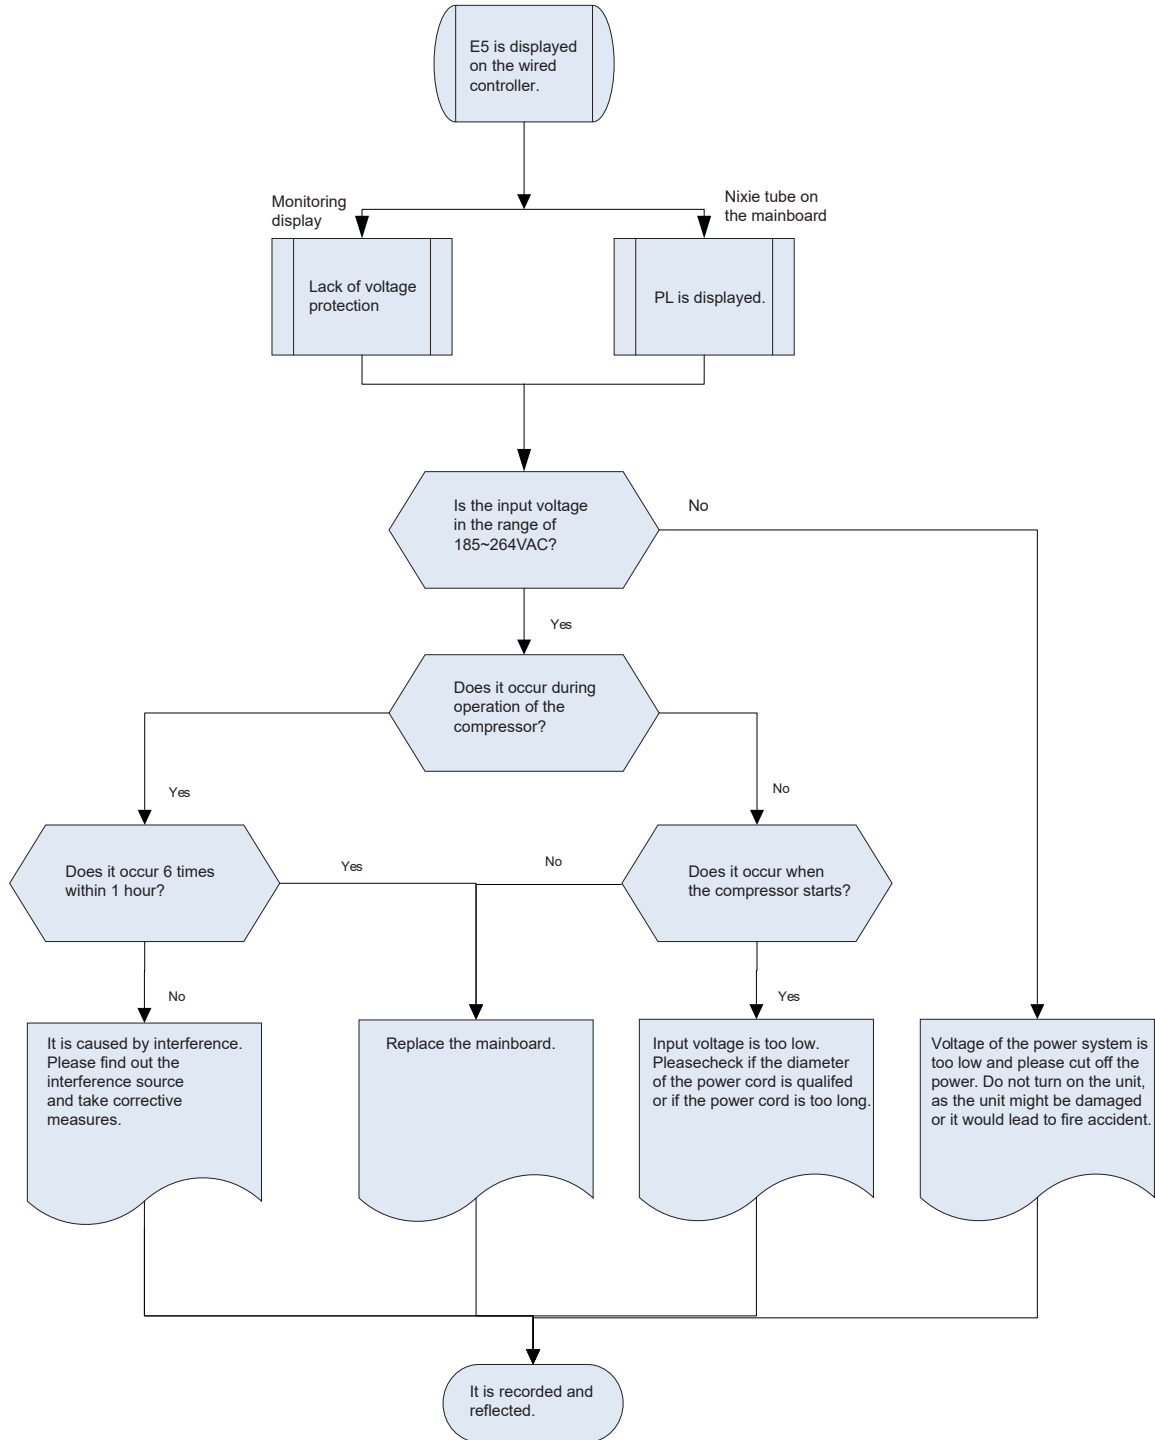 E5 is displayed
on the wired
controller.
Monitoring
display
Nixie tube on
the mainboard
Lack of voltage
protection
PL is displayed.
Is the input voltage
in the range of
185~264VAC?
No
Yes
Does it occur during
operation of the
compressor?
Yes
No
Does it occur 6 times
within 1 hour?
Yes
No
Does it occur when
the compressor starts?
No
Yes
It is caused by interference.
Please find out the
interference source
and take corrective
measures.
Replace the mainboard.
Input voltage is too low.
Pleasecheck if the diameter
of the power cord is qualifed
or if the power cord is too long.
Voltage of the power system is
too low and please cut off the
power. Do not turn on the unit,
as the unit might be damaged
or it would lead to fire accident.
It is recorded and
reflected.